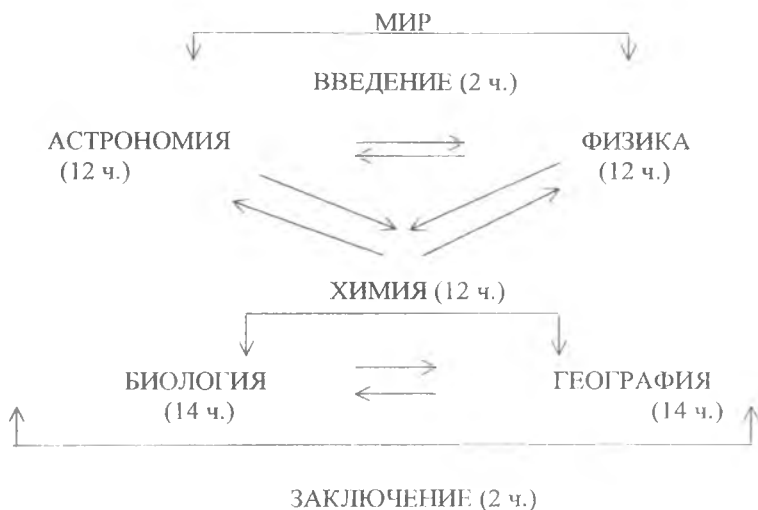 МИР
ВВЕДЕНИЕ (2 ч.)
АСТРОНОМИЯ ФИЗИКА
(12 ч.) (12 ч.)
ХИМИЯ (12 ч.)
БИОЛОГИЯ ГЕОГРАФИЯ
(14 ч.) (14 ч.)
ЗАКЛЮЧЕНИЕ (2 ч.)